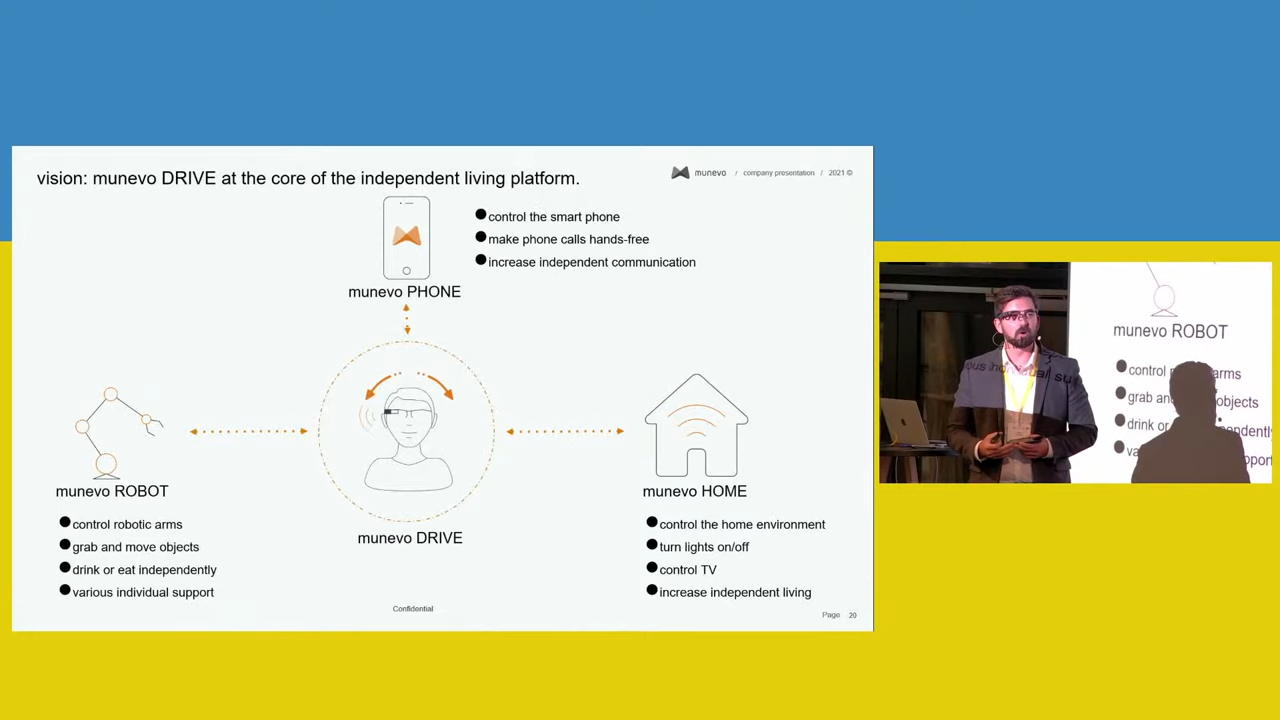 vision: munevo DRIVE at the core of the independent living platform.
munevo / company presentation / 2021 ©
control the smart phone
make phone calls hands-free
increase independent communication
munevo PHONE
munevo ROBOT
control robotic arms
grab and move objects
drink or eat independently
various individual support
munevo DRIVE
munevo HOME
control the home environment
turn lights on/off
control TV
increase independent living
Confidential
Page 20
munevo ROBOT
control arms
grab objects
drink or